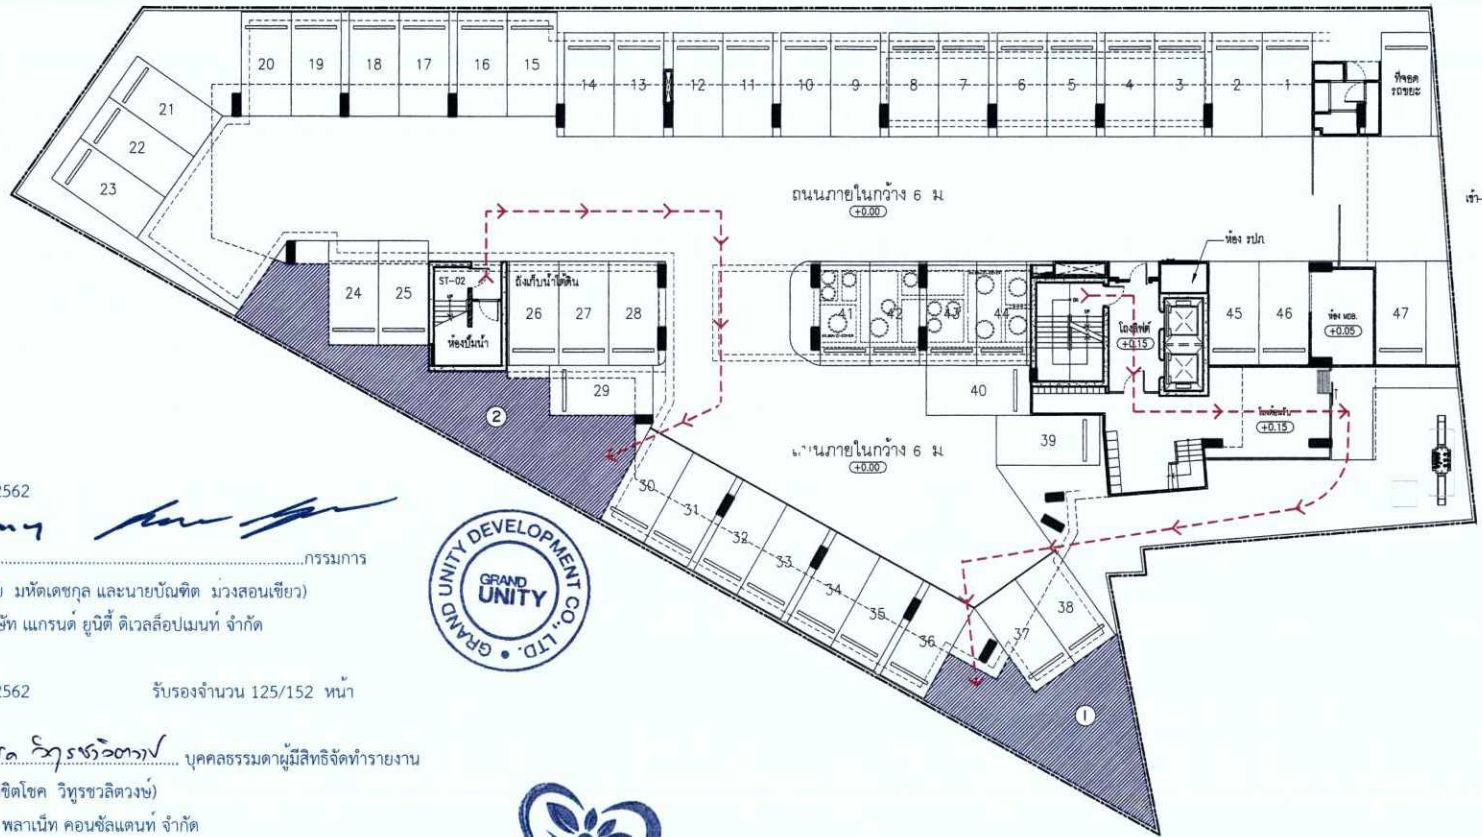 20 19 18 17 16 15
14 13 12 11 10 9 8 7 6 5 4 3 2 1
ที่จอด
รถขยะ
21
22
23
ถนนภายในกว้าง 6 ม
+0.00
เข้า-
ห้อง รปภ
24 25
ST-02
ห้องปั๊มน้ำ
ถังเก็บน้ำใต้ดิน
26 27 28
41 42 43 44
UP
โถงลิฟต์
+0.15
45 46
+0.05
47
29
40
2
39
+0.15
นภายในกว้าง 6 ม
+0.00
30 31 32 33 34 35 36 37 38
1
2562
กรรมการ
มหัตเดชกุล และนายบัณฑิต ม่วงสอนเขียว)
ษัท แกรนด์ ยูนิตี้ ดิเวลล็อปเมนท์ จำกัด
GRAND UNITY DEVELOPMENT CO., LTD.
GRAND
UNITY
2562 รับรองจำนวน 125/152 หน้า
บุคคลธรรมดาผู้มีสิทธิจัดทำรายงาน
ชิตโชค วิทูรชวลิตวงษ์)
พลาเน็ท คอนซัลแตนท์ จำกัด